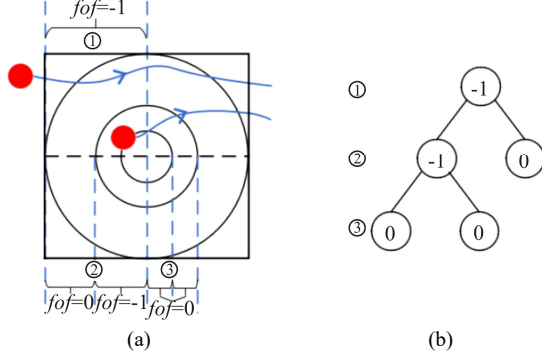 fof=-1
①
② ③
fof=0 fof=-1 fof=0
(a)
① -1
② -1 0
③ 0 0
(b)